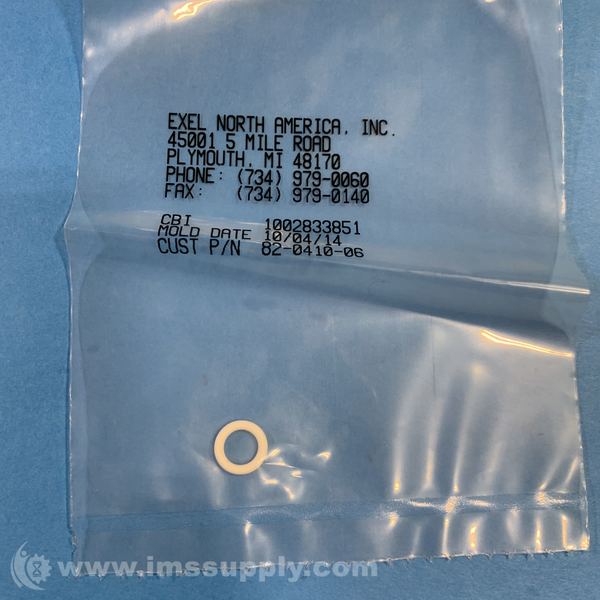 EXEL NORTH AMERICA, INC.
45001 5 MILE ROAD
PLYMOUTH, MI 48170
PHONE: (734) 979-0060
FAX: (734) 979-0140
CBI 1002833851
MOLD DATE 10/04/14
CUST P/N 82-0410-06
www.imssupply.com